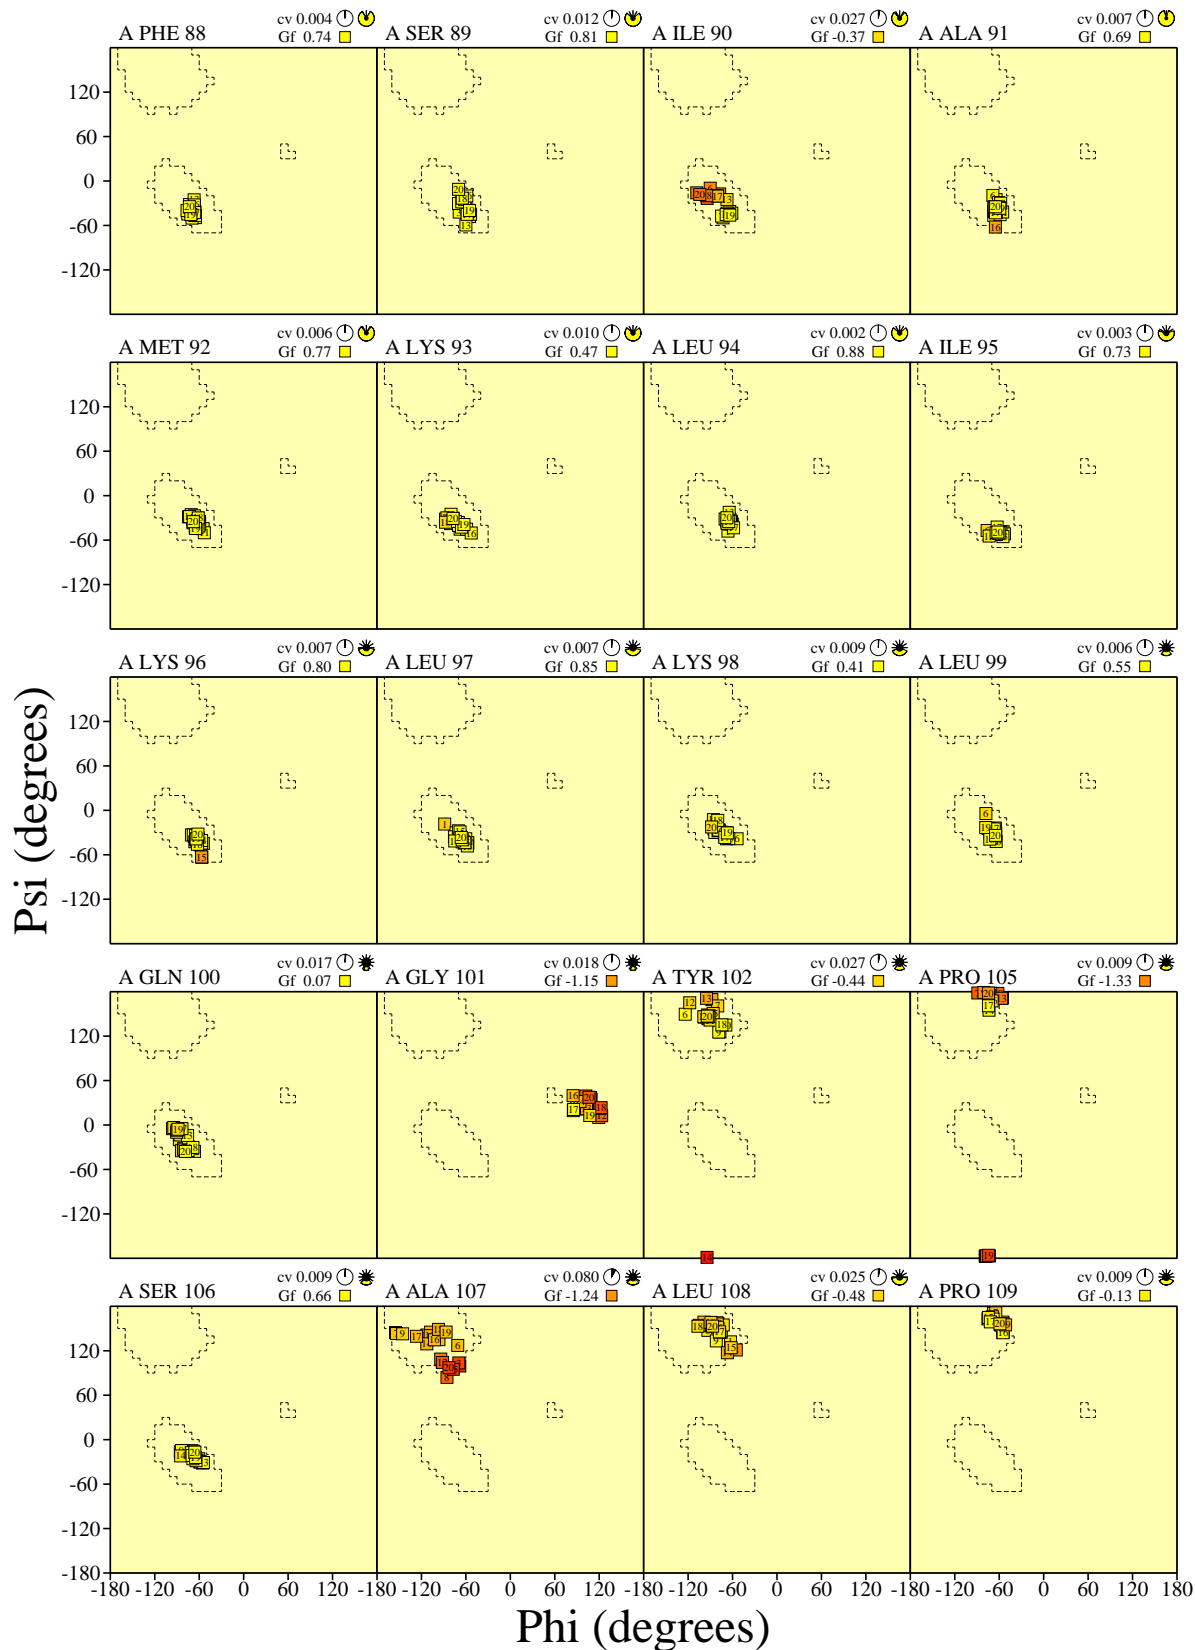 cv 0.004 cv 0.012 cv 0.027 cv 0.007
A PHE 88 Gf 0.74 A SER 89 Gf 0.81 A ILE 90 Gf -0.37 A ALA 91 Gf 0.69
120
60
0
-60
-120
cv 0.006 cv 0.010 cv 0.002 cv 0.003
A MET 92 Gf 0.77 A LYS 93 Gf 0.47 A LEU 94 Gf 0.88 A ILE 95 Gf 0.73
120
60
0
-60
-120
cv 0.007 cv 0.007 cv 0.009 cv 0.006
A LYS 96 Gf 0.80 A LEU 97 Gf 0.85 A LYS 98 Gf 0.41 A LEU 99 Gf 0.55
120
60
0
-60
-120
Psi (degrees)
cv 0.017 cv 0.018 cv 0.027 cv 0.009
A GLN 100 Gf 0.07 A GLY 101 Gf -1.15 A TYR 102 Gf -0.44 A PRO 105 Gf -1.33
120
60
0
-60
-120
cv 0.009 cv 0.080 cv 0.025 cv 0.009
A SER 106 Gf 0.66 A ALA 107 Gf -1.24 A LEU 108 Gf -0.48 A PRO 109 Gf -0.13
120
60
0
-60
-120
-180
-180 -120 -60 0 60 120 -180 -120 -60 0 60 120 -180 -120 -60 0 60 120 -180 -120 -60 0 60 120 180
Phi (degrees)